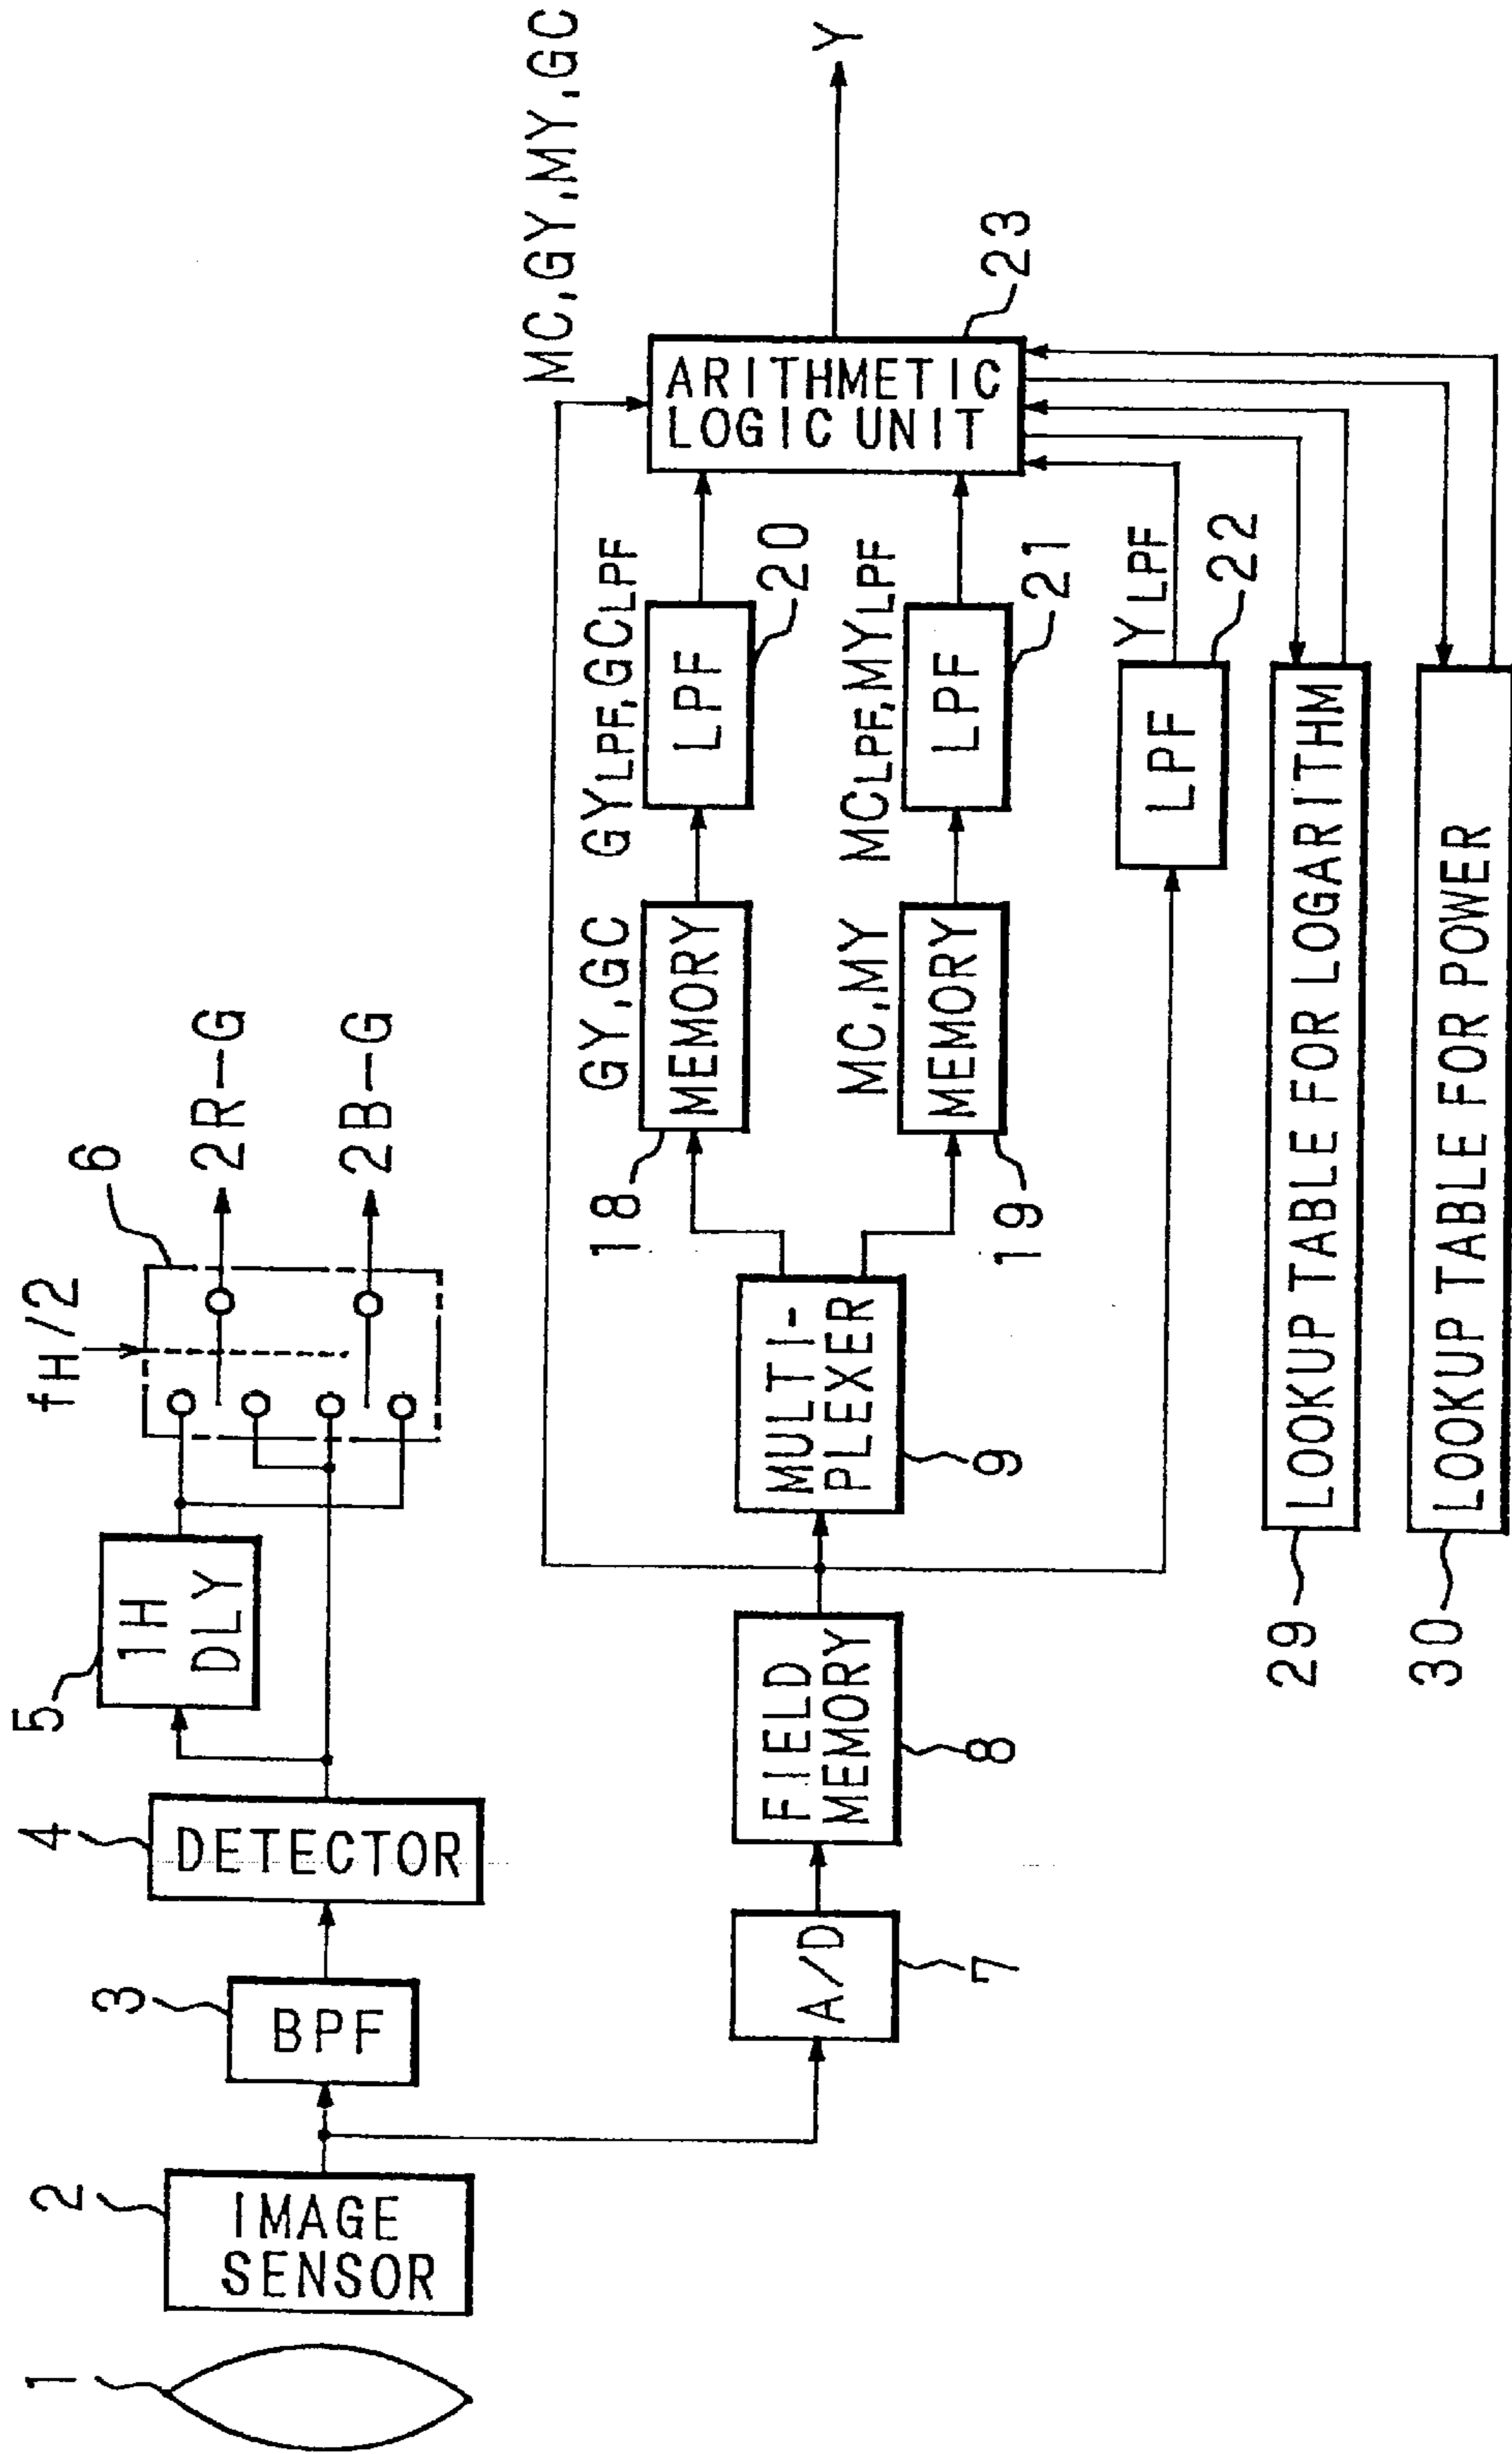 1
2
IMAGE
SENSOR
3
BPF
4
DETECTOR
5
1H
DLY
6
fH/2
2R-G
2B-G
7
A/D
8
FIELD
MEMORY
9
MULTI-
PLEXER
18
MEMORY
GY,GC
19
MEMORY
MC,MY
GYLPF,GCLPF
LPF
20
MCLPF,MYLPF
LPF
21
YLPF
LPF
22
MC,GY,MY,GC
ARITHMETIC
LOGIC UNIT
23
Y
29
LOOKUP TABLE FOR LOGARITHM
30
LOOKUP TABLE FOR POWER